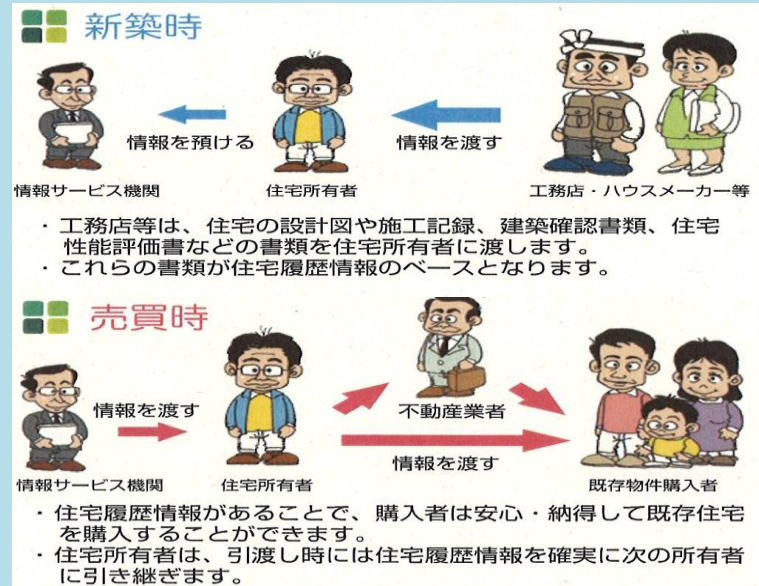 新築時
情報を預ける
情報を渡す
情報サービス機関
住宅所有者
工務店・ハウスメーカー等
・工務店等は、住宅の設計図や施工記録、建築確認書類、住宅
性能評価書などの書類を住宅所有者に渡します。
・これらの書類が住宅履歴情報のベースとなります。
売買時
情報を渡す
不動産業者
情報を渡す
情報サービス機関
住宅所有者
既存物件購入者
・住宅履歴情報があることで、購入者は安心・納得して既存住宅
を購入することができます。
・住宅所有者は、引渡し時には住宅履歴情報を確実に次の所有者
に引き継ぎます。